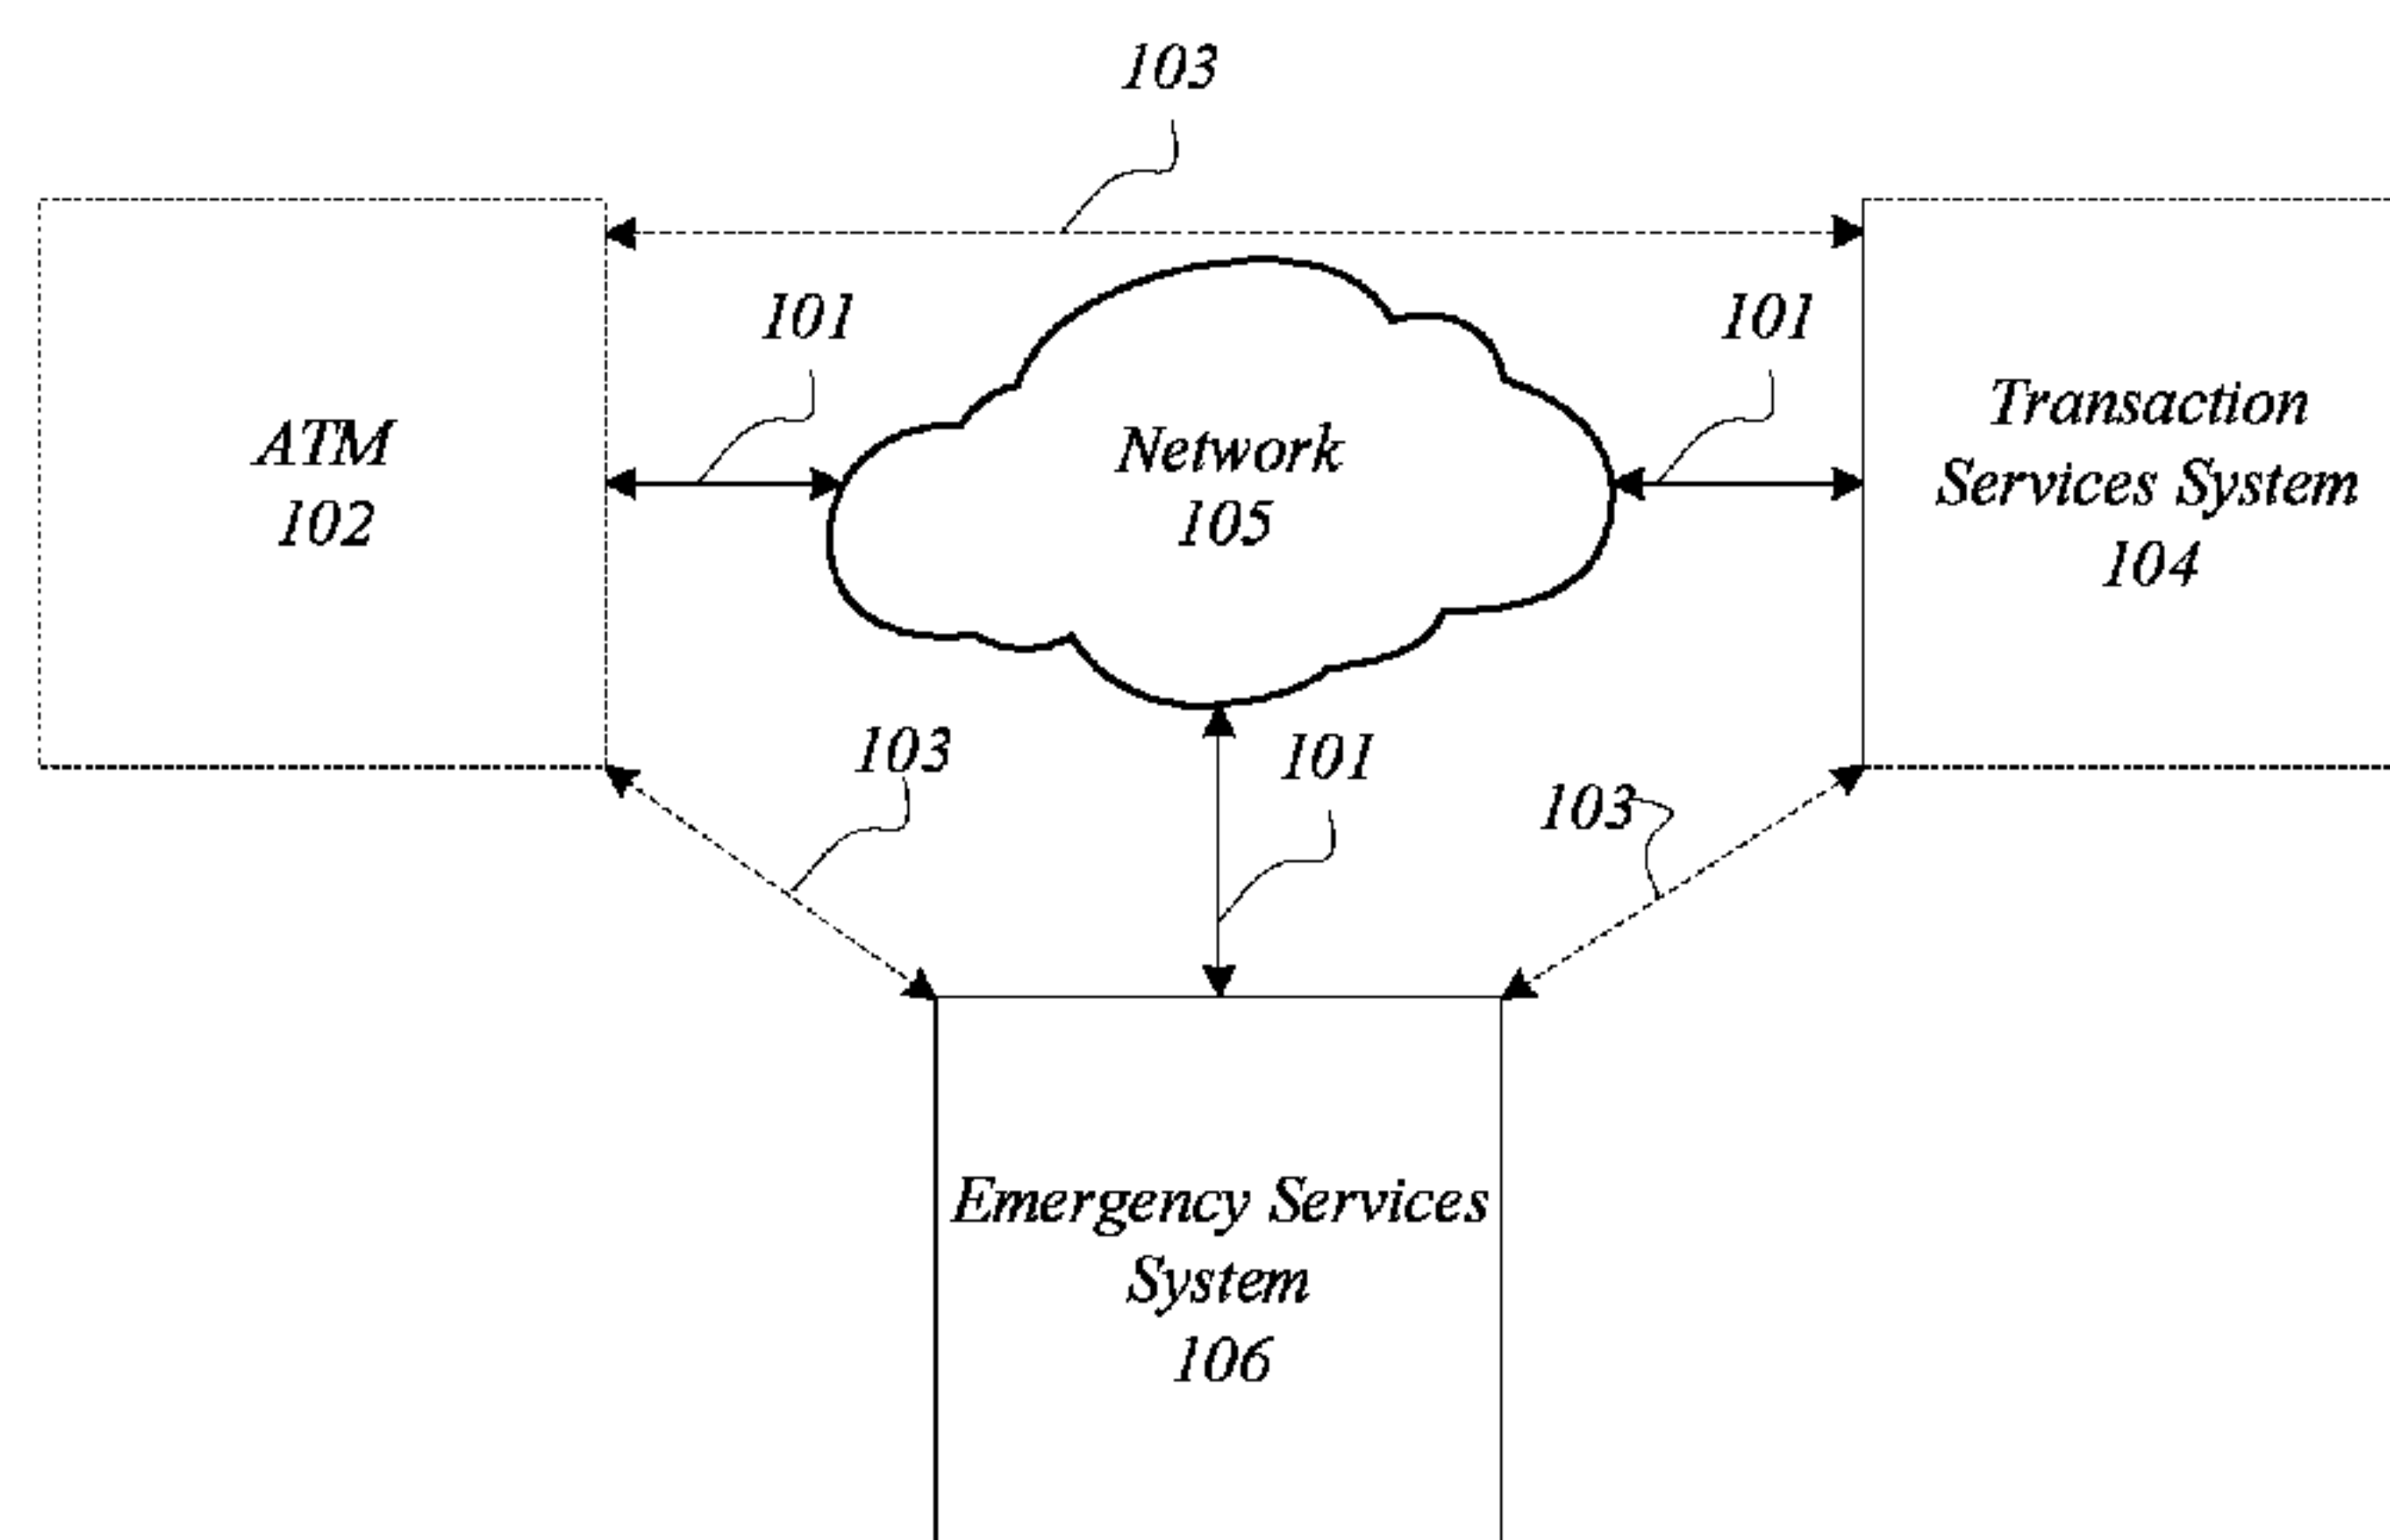 103
101
101
ATM
102
Network
105
Transaction
Services System
104
103
101
103
Emergency Services
System
106